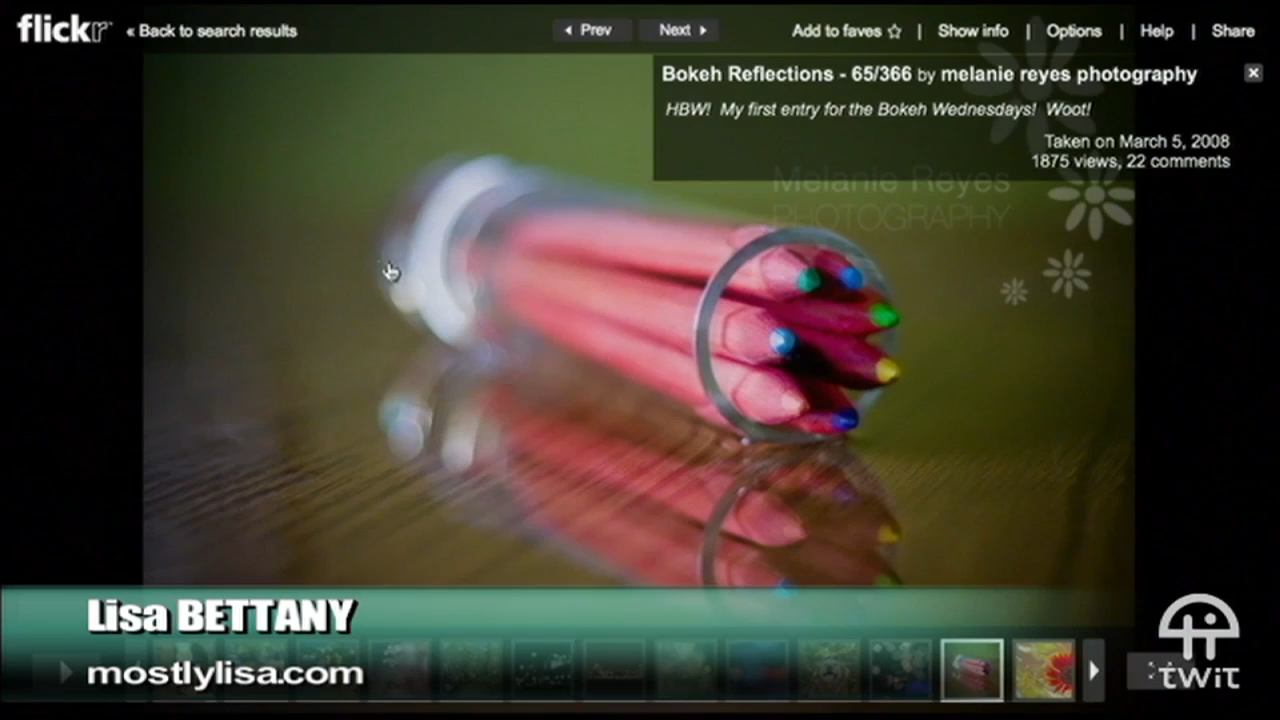 flickr
« Back to search results
Prev
Next
Add to faves
Show info
Options
Help
Share
Bokeh Reflections - 65/366 by melanie reyes photography
HBW! My first entry for the Bokeh Wednesdays! Woot!
Taken on March 5, 2008
1875 views, 22 comments
Melanie Reyes
PHOTOGRAPHY
Lisa BETTANY
mostlylisa.com
TWiT